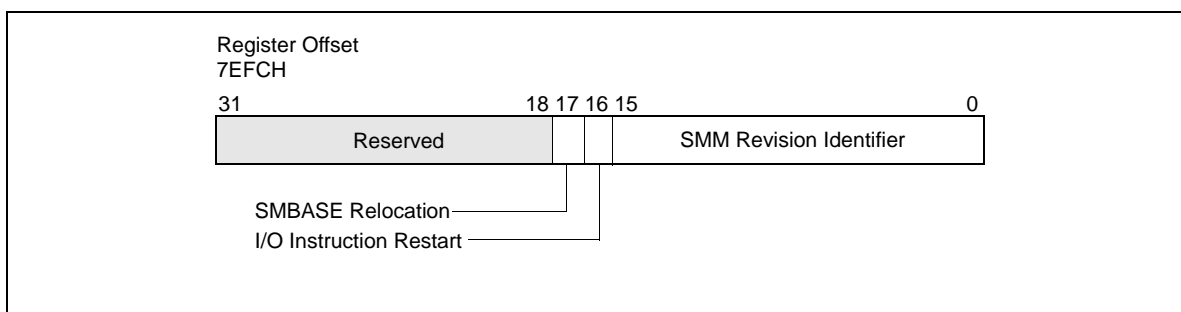 Register Offset
7EFCH
31 18 17 16 15 0
Reserved SMM Revision Identifier
SMBASE Relocation
I/O Instruction Restart